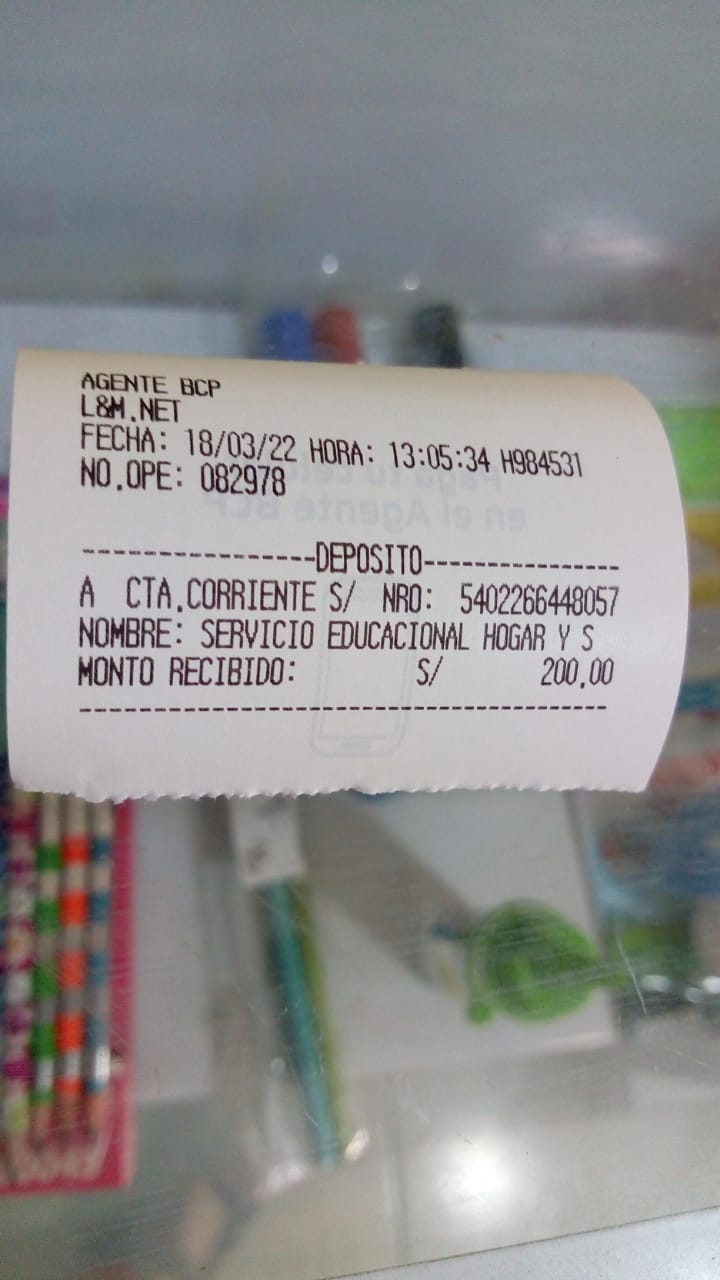 AGENTE BCP
L&M.NET
FECHA: 18/03/22 HORA: 13:05:34 H984531
NO.OPE: 082978
-----------------DEPOSITO----------------
A CTA.CORRIENTE S/ NRO: 5402266448057
NOMBRE: SERVICIO EDUCACIONAL HOGAR Y S
MONTO RECIBIDO: S/ 200.00
-----------------------------------------